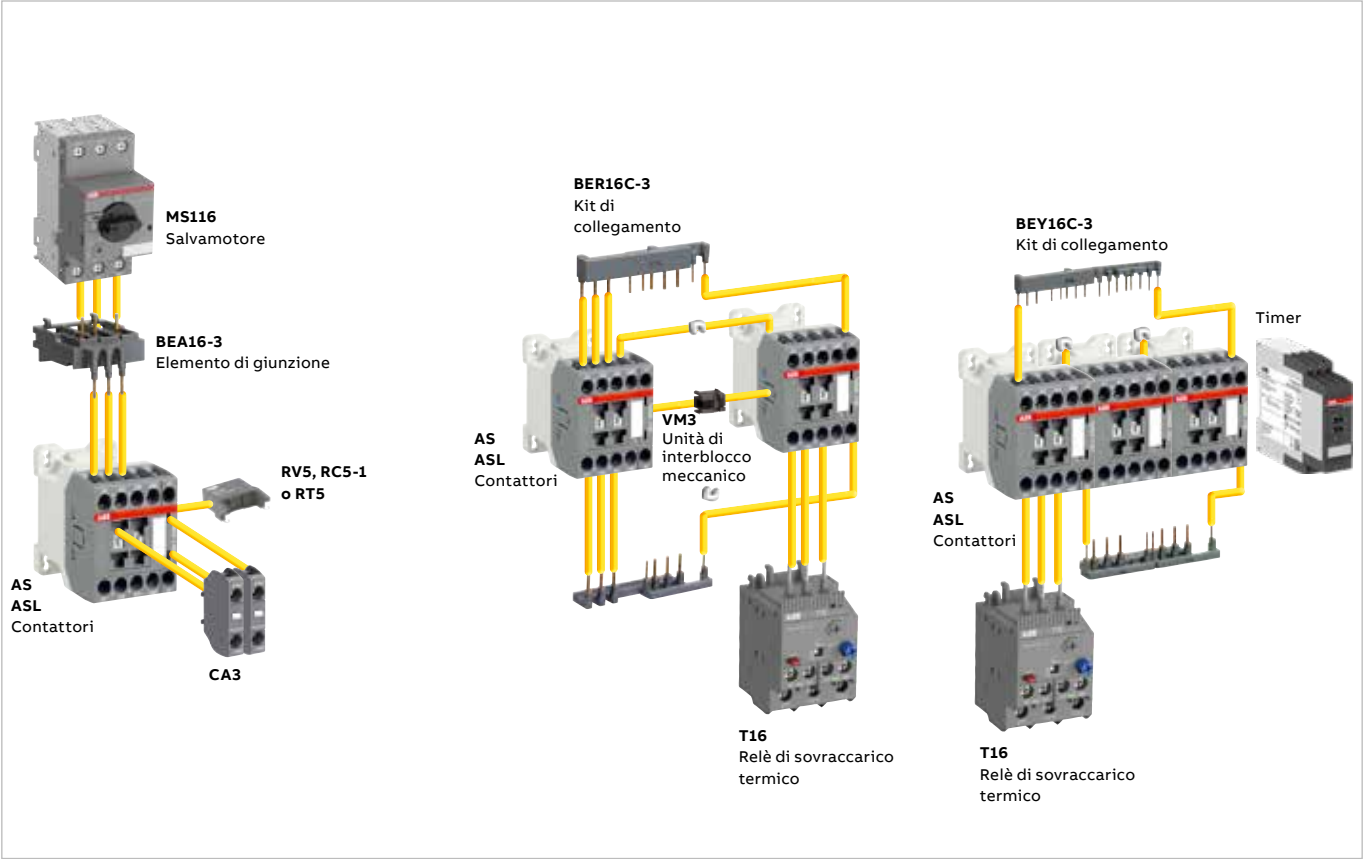 MS116
Salvamotore
BEA16-3
Elemento di giunzione
RV5, RC5-1
o RT5
AS
ASL
Contattori
CA3
BER16C-3
Kit di
collegamento
AS
ASL
Contattori
VM3
Unità di
interblocco
meccanico
T16
Relè di sovraccarico
termico
BEY16C-3
Kit di collegamento
Timer
AS
ASL
Contattori
T16
Relè di sovraccarico
termico